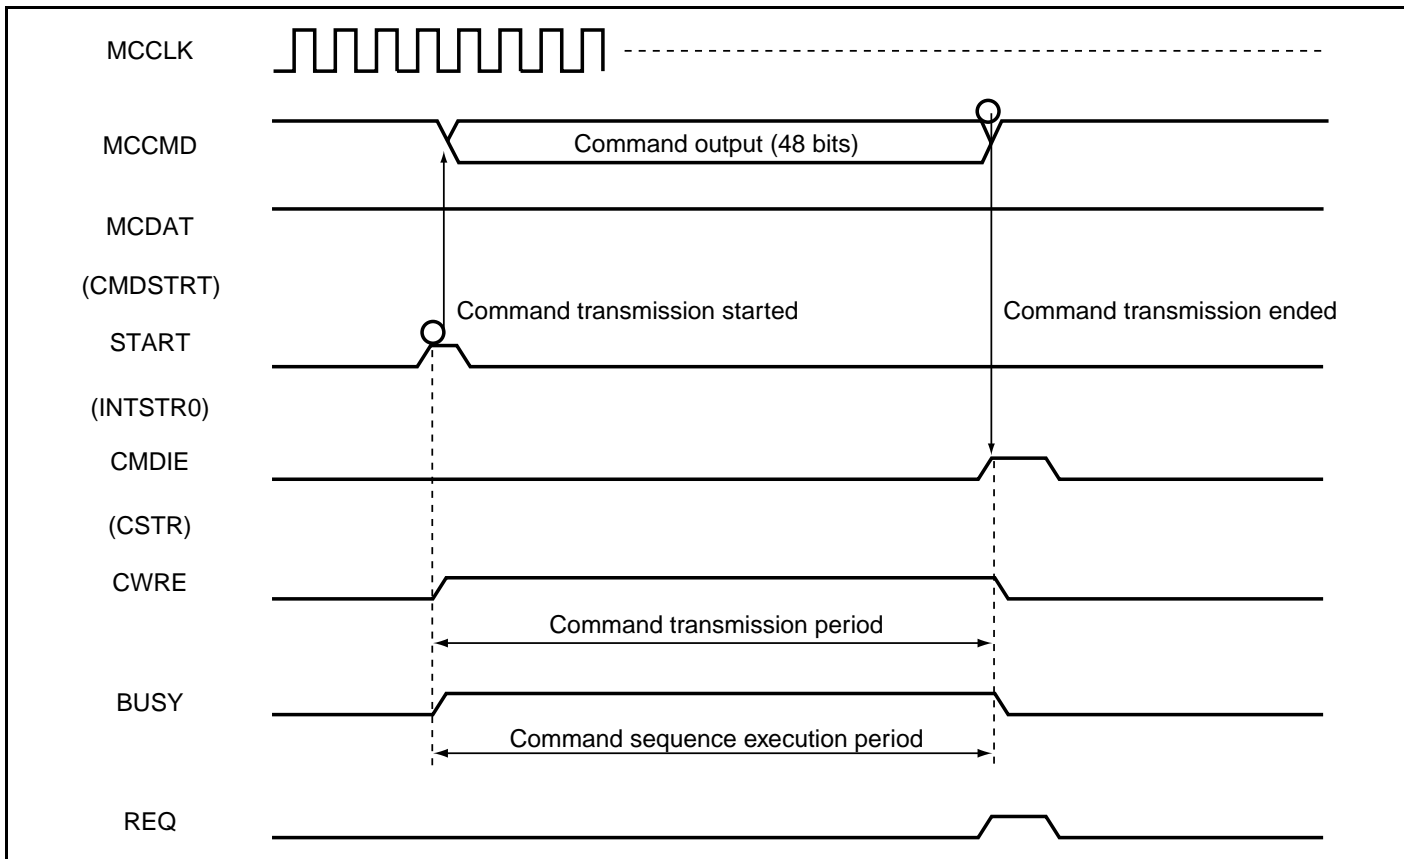 MCCLK
MCCMD
Command output (48 bits)
MCDAT
(CMDSTRT)
Command transmission started
Command transmission ended
START
(INTSTR0)
CMDIE
(CSTR)
CWRE
Command transmission period
BUSY
Command sequence execution period
REQ